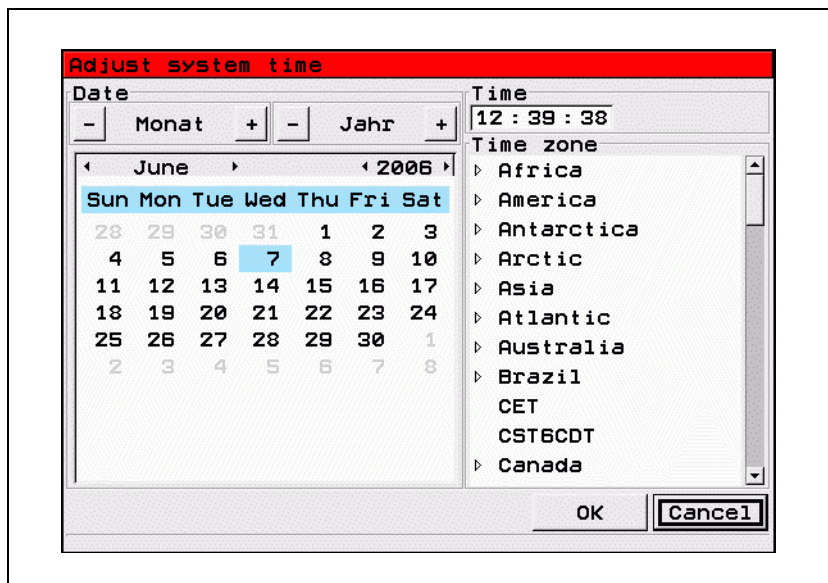 Adjust system time
Date
- Monat + - Jahr +
June 2006
Sun Mon Tue Wed Thu Fri Sat
28 29 30 31 1 2 3
4 5 6 7 8 9 10
11 12 13 14 15 16 17
18 19 20 21 22 23 24
25 26 27 28 29 30 1
2 3 4 5 6 7 8
Time
12 : 39 : 38
Time zone
Africa
America
Antarctica
Arctic
Asia
Atlantic
Australia
Brazil
CET
CST6CDT
Canada
OK Cancel